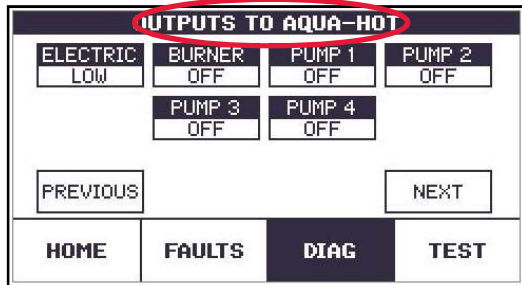 OUTPUTS TO AQUA-HOT
ELECTRIC BURNER PUMP 1 PUMP 2
LOW OFF OFF OFF
PUMP 3 PUMP 4
OFF OFF
PREVIOUS NEXT
HOME FAULTS DIAG TEST